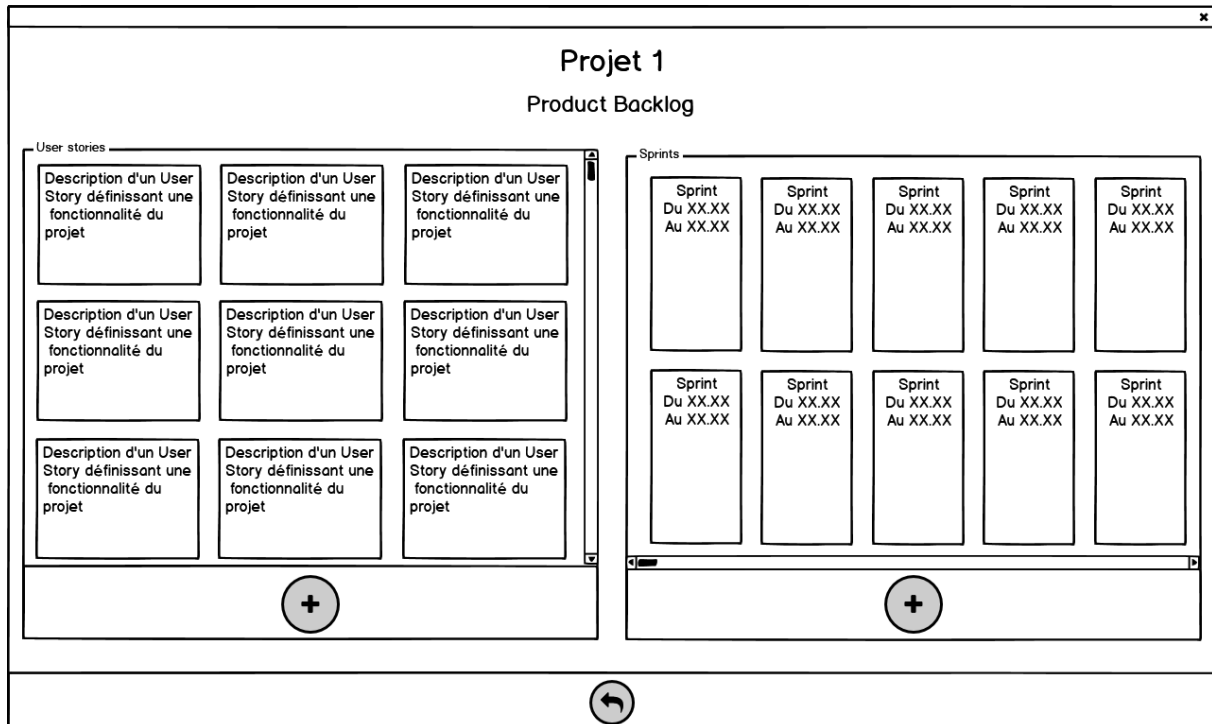 Projet 1
Product Backlog
User stories
Description d'un User
Story définissant une
fonctionnalité du
projet
Description d'un User
Story définissant une
fonctionnalité du
projet
Description d'un User
Story définissant une
fonctionnalité du
projet
Description d'un User
Story définissant une
fonctionnalité du
projet
Description d'un User
Story définissant une
fonctionnalité du
projet
Description d'un User
Story définissant une
fonctionnalité du
projet
Description d'un User
Story définissant une
fonctionnalité du
projet
Description d'un User
Story définissant une
fonctionnalité du
projet
Description d'un User
Story définissant une
fonctionnalité du
projet
Sprints
Sprint
Du XX.XX
Au XX.XX
Sprint
Du XX.XX
Au XX.XX
Sprint
Du XX.XX
Au XX.XX
Sprint
Du XX.XX
Au XX.XX
Sprint
Du XX.XX
Au XX.XX
Sprint
Du XX.XX
Au XX.XX
Sprint
Du XX.XX
Au XX.XX
Sprint
Du XX.XX
Au XX.XX
Sprint
Du XX.XX
Au XX.XX
Sprint
Du XX.XX
Au XX.XX